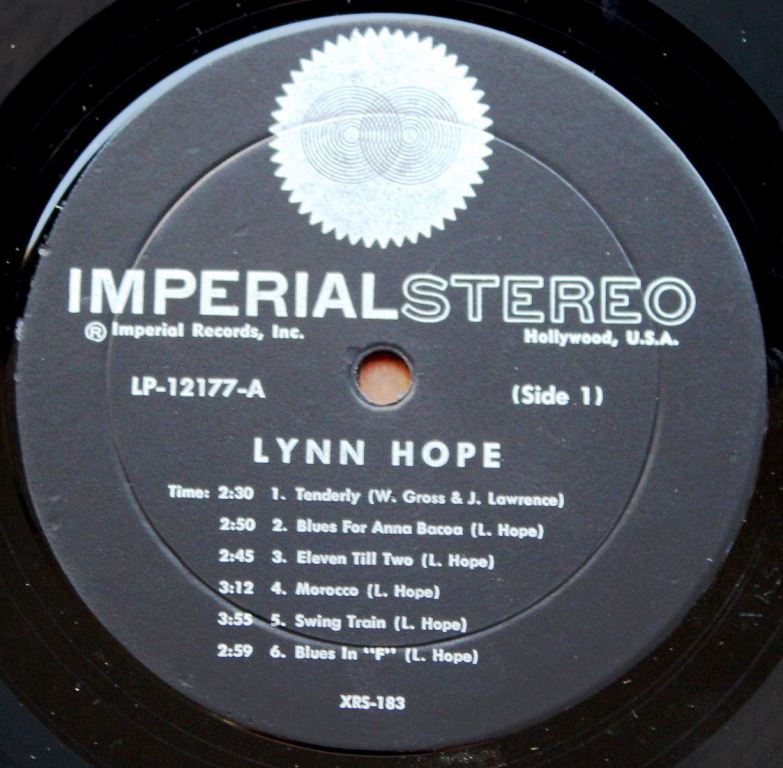 IMPERIALSTEREO
® Imperial Records, Inc. Hollywood, U.S.A.
LP-12177-A (Side 1)
LYNN HOPE
Time: 2:30 1. Tenderly (W. Gross & J. Lawrence)
2:50 2. Blues For Anna Bacoa (L. Hope)
2:45 3. Eleven Till Two (L. Hope)
3:12 4. Morocco (L. Hope)
3:55 5. Swing Train (L. Hope)
2:59 6. Blues In "F" (L. Hope)
XRS-183